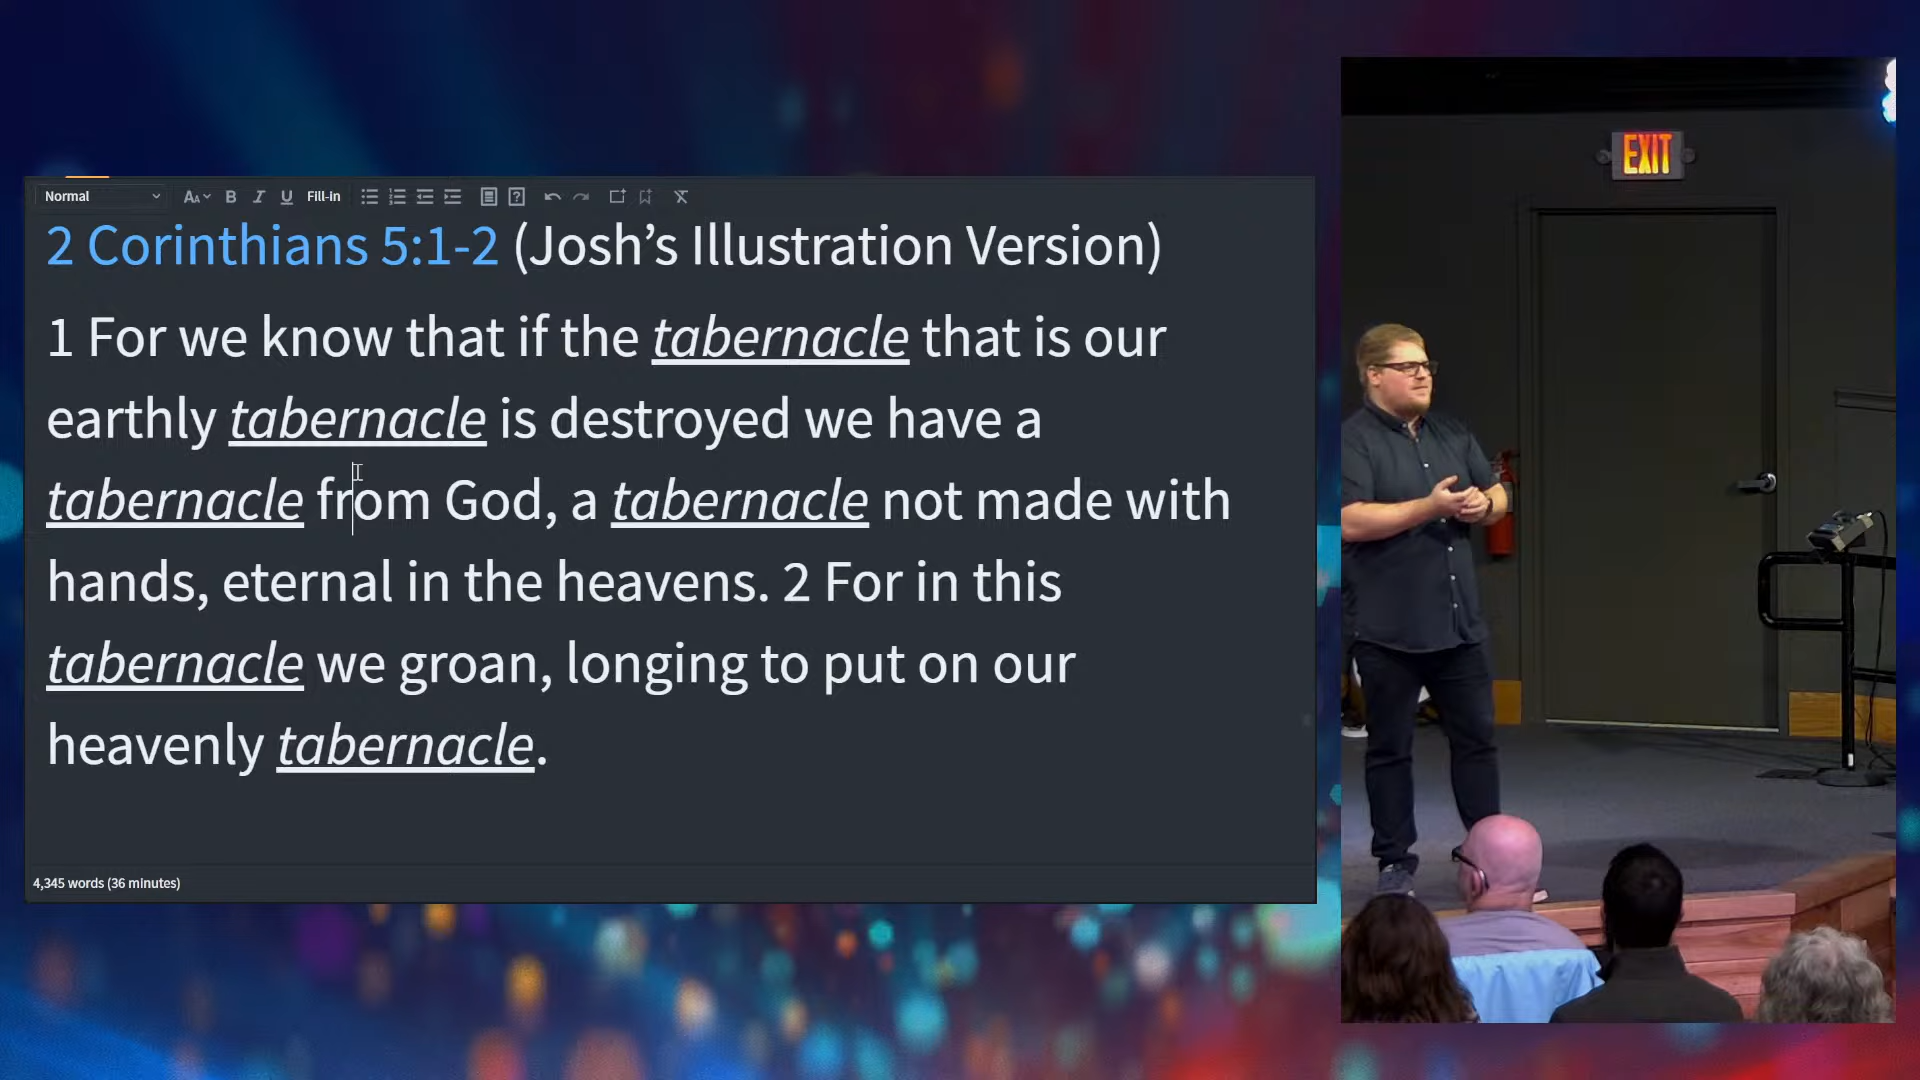 Normal
AA B I U Fill-in
2 Corinthians 5:1-2 (Josh’s Illustration Version)
1 For we know that if the tabernacle that is our
earthly tabernacle is destroyed we have a
tabernacle from God, a tabernacle not made with
hands, eternal in the heavens. 2 For in this
tabernacle we groan, longing to put on our
heavenly tabernacle.
4,345 words (36 minutes)
EXIT